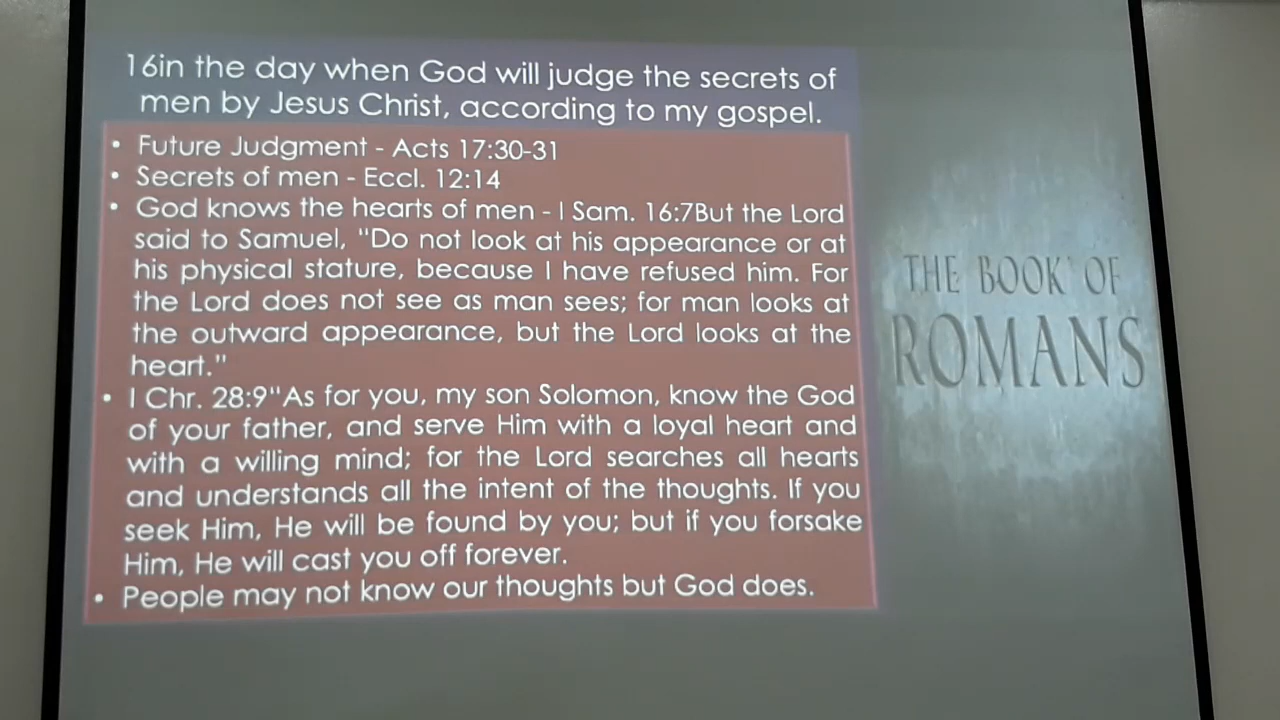 16in the day when God will judge the secrets of
men by Jesus Christ, according to my gospel.
• Future Judgment - Acts 17:30-31
• Secrets of men - Eccl. 12:14
• God knows the hearts of men - I Sam. 16:7But the Lord
said to Samuel, "Do not look at his appearance or at
his physical stature, because I have refused him. For
the Lord does not see as man sees; for man looks at
the outward appearance, but the Lord looks at the
heart."
• I Chr. 28:9"As for you, my son Solomon, know the God
of your father, and serve Him with a loyal heart and
with a willing mind; for the Lord searches all hearts
and understands all the intent of the thoughts. If you
seek Him, He will be found by you; but if you forsake
Him, He will cast you off forever.
• People may not know our thoughts but God does.
THE BOOK OF
ROMANS